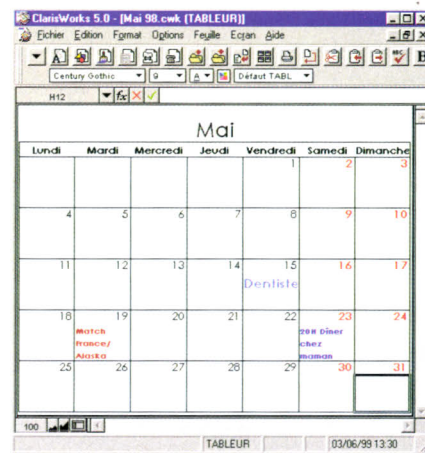 ClarisWorks 5.0 - [Mai 98.cwk (TABLEUR)]
Fichier Edition Format Options Feuille Ecran Aide
Century Gothic 9 A Défaut TABL
H12 fx
Mai
Lundi Mardi Mercredi Jeudi Vendredi Samedi Dimanche
1 2 3
4 5 6 7 8 9 10
11 12 13 14 15 16 17
Dentiste
18 19 20 21 22 23 24
Match 20H Dîner
France/ chez
Alaska maman
25 26 27 28 29 30 31
100
TABLEUR 03/06/99 13:30